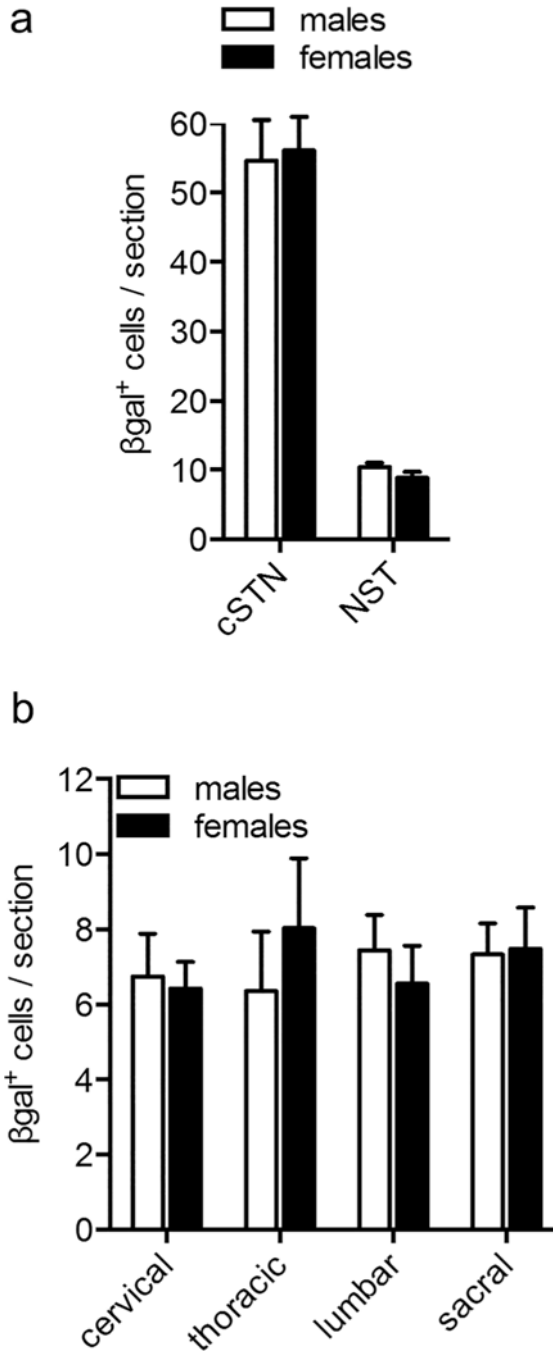 a
males
females
60
50
40
30
20
10
0
βgal⁺ cells / section
cSTN
NST
b
12
10
8
6
4
2
0
males
females
βgal⁺ cells / section
cervical
thoracic
lumbar
sacral